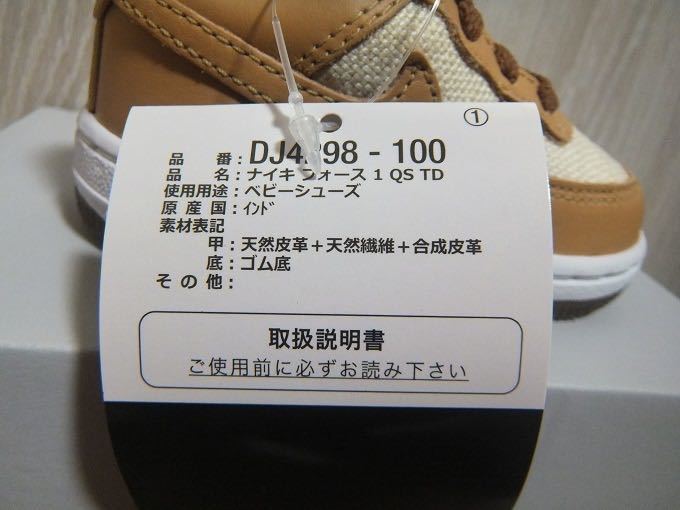 ①
品番:DJ4298 - 100
品名:ナイキ フォース 1 QS TD
使用用途:ベビーシューズ
原産国:インド
素材表記
甲:天然皮革+天然繊維+合成皮革
底:ゴム底
その他:
取扱説明書
ご使用前に必ずお読み下さい